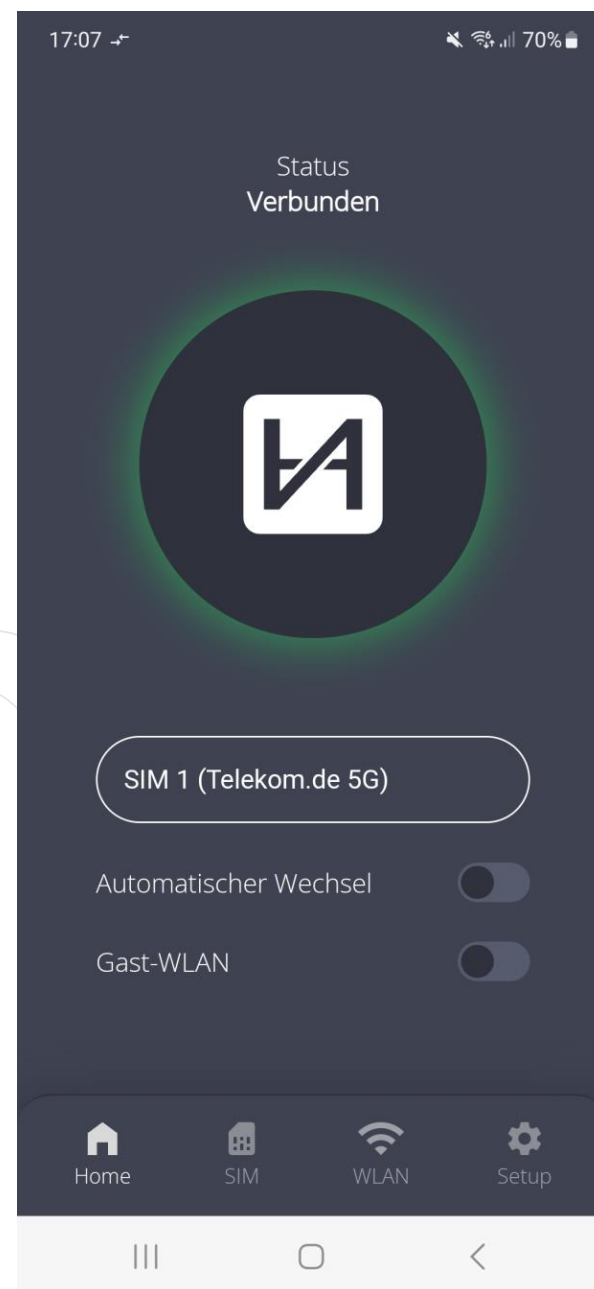 17:07 70%
Status
Verbunden
SIM 1 (Telekom.de 5G)
Automatischer Wechsel
Gast-WLAN
Home SIM WLAN Setup